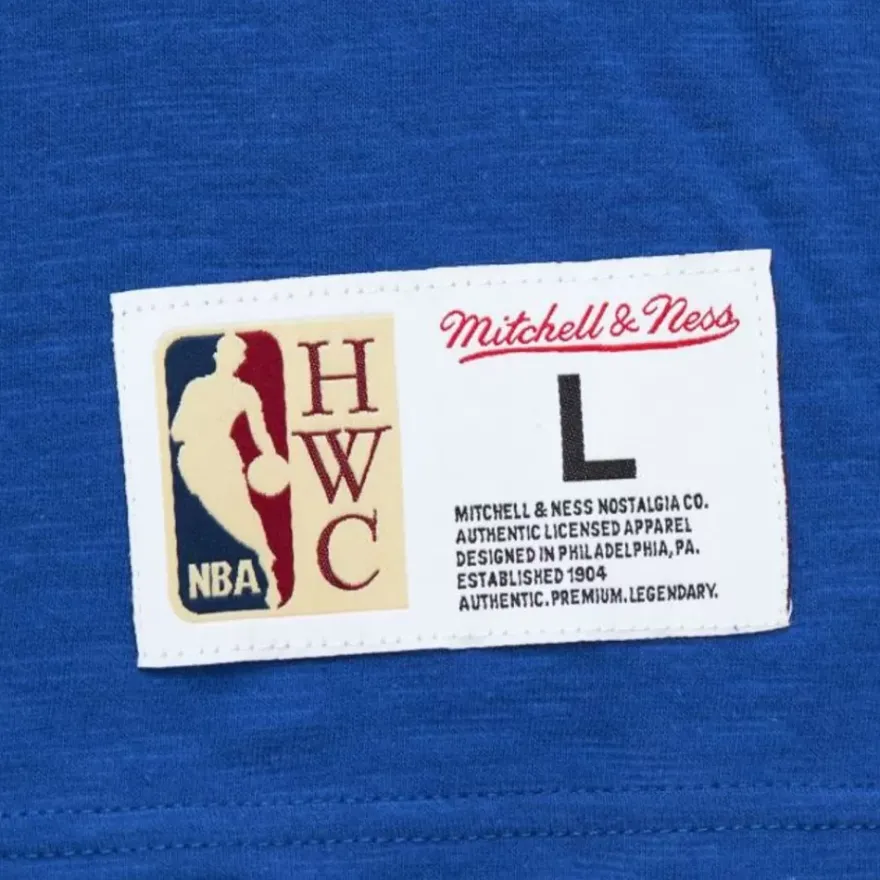 NBA
H
W
C
Mitchell & Ness
L
MITCHELL & NESS NOSTALGIA CO.
AUTHENTIC LICENSED APPAREL
DESIGNED IN PHILADELPHIA, PA.
ESTABLISHED 1904
AUTHENTIC. PREMIUM. LEGENDARY.